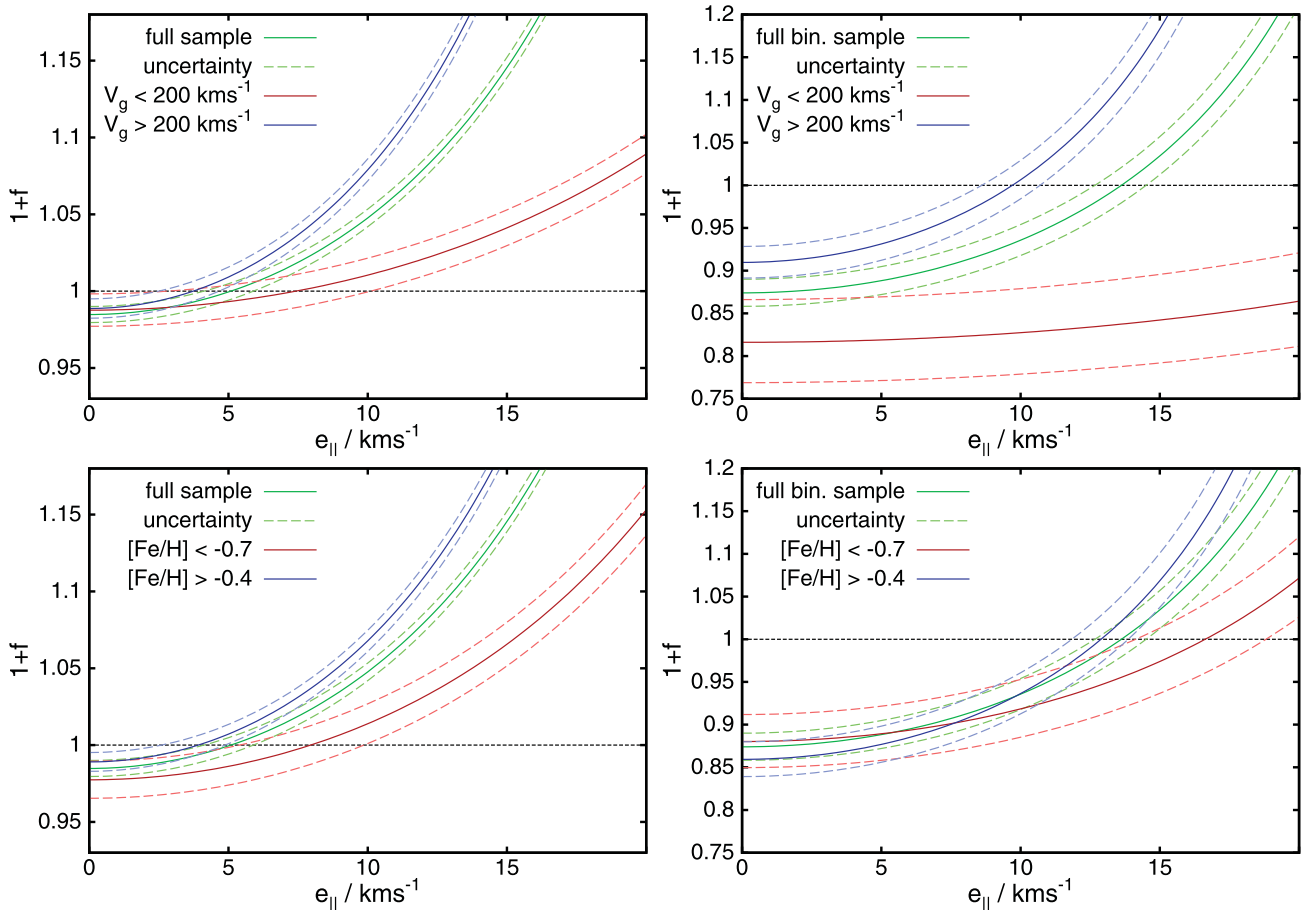 full sample
uncertainty
V_g < 200 kms^-1
V_g > 200 kms^-1
1.15
1.1
1.05
1
0.95
1+f
0 5 10 15
e_|| / kms^-1
full bin. sample
uncertainty
V_g < 200 kms^-1
V_g > 200 kms^-1
1.2
1.15
1.1
1.05
1
0.95
0.9
0.85
0.8
0.75
1+f
0 5 10 15
e_|| / kms^-1
full sample
uncertainty
[Fe/H] < -0.7
[Fe/H] > -0.4
1.15
1.1
1.05
1
0.95
1+f
0 5 10 15
e_|| / kms^-1
full bin. sample
uncertainty
[Fe/H] < -0.7
[Fe/H] > -0.4
1.2
1.15
1.1
1.05
1
0.95
0.9
0.85
0.8
0.75
1+f
0 5 10 15
e_|| / kms^-1